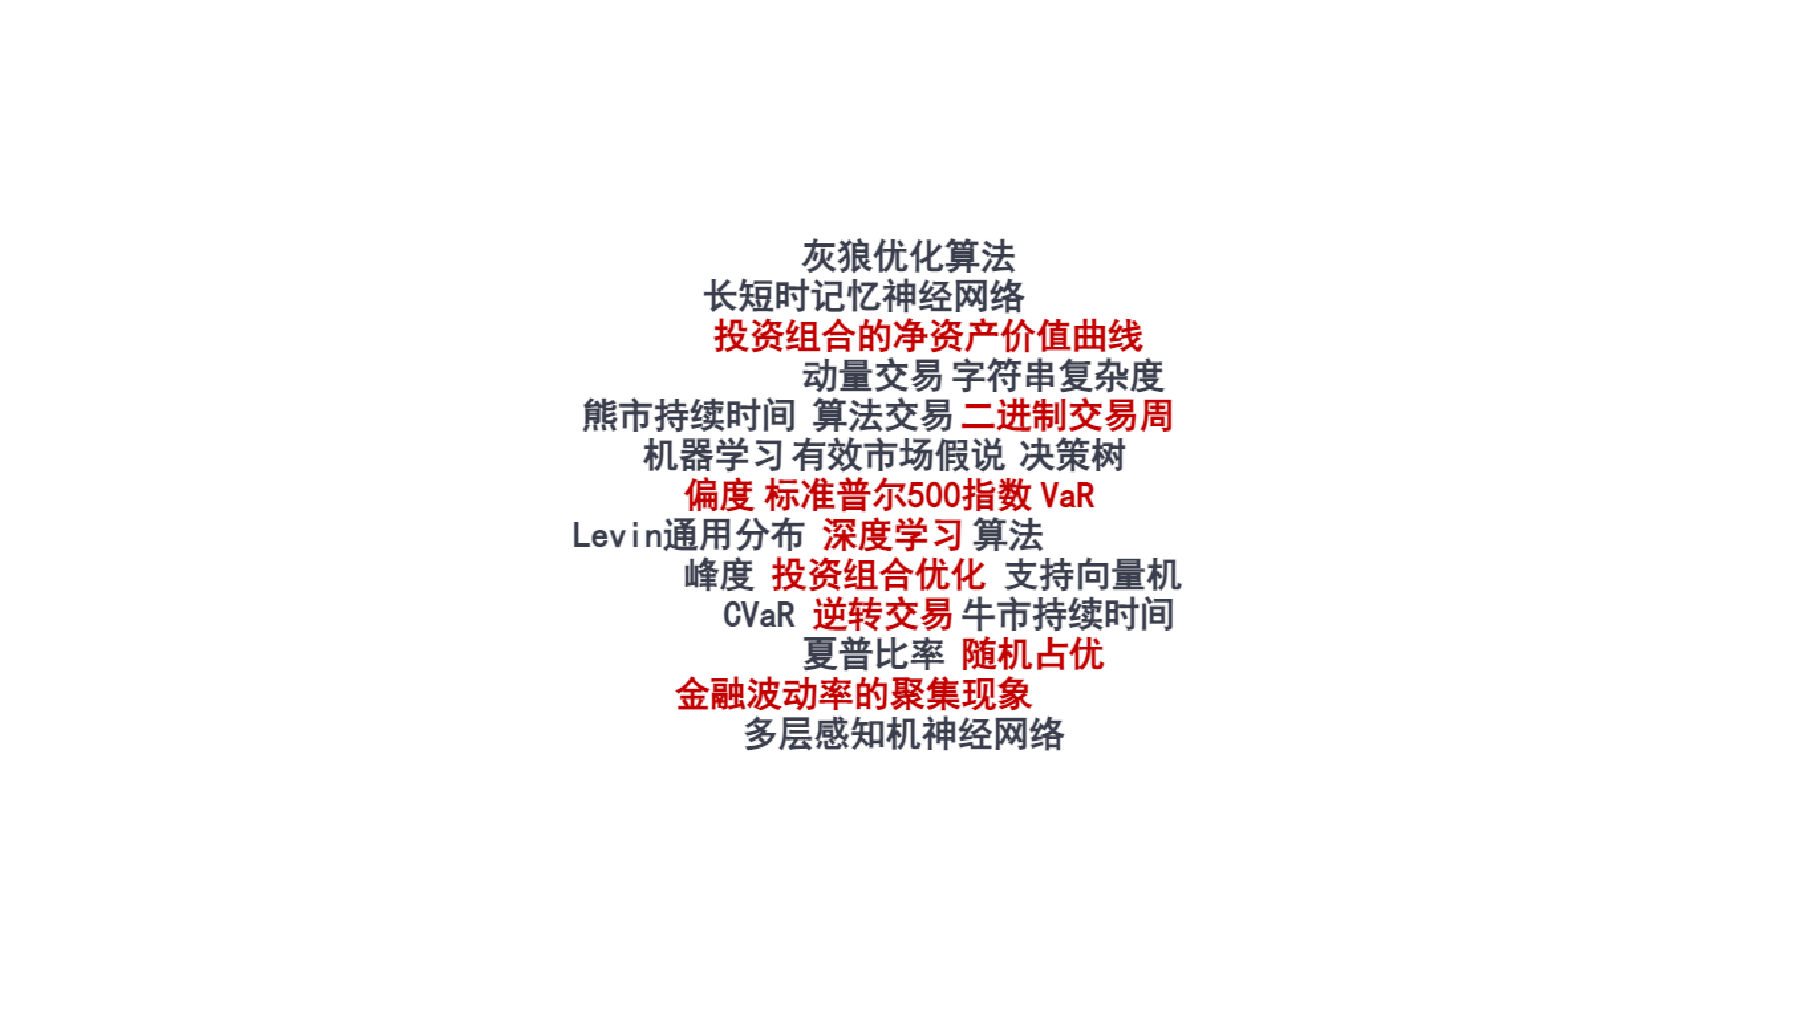 灰狼优化算法
长短时记忆神经网络
投资组合的净资产价值曲线
动量交易 字符串复杂度
熊市持续时间 算法交易 二进制交易周
机器学习 有效市场假说 决策树
偏度 标准普尔500指数 VaR
Levin通用分布 深度学习 算法
峰度 投资组合优化 支持向量机
CVaR 逆转交易 牛市持续时间
夏普比率 随机占优
金融波动率的聚集现象
多层感知机神经网络